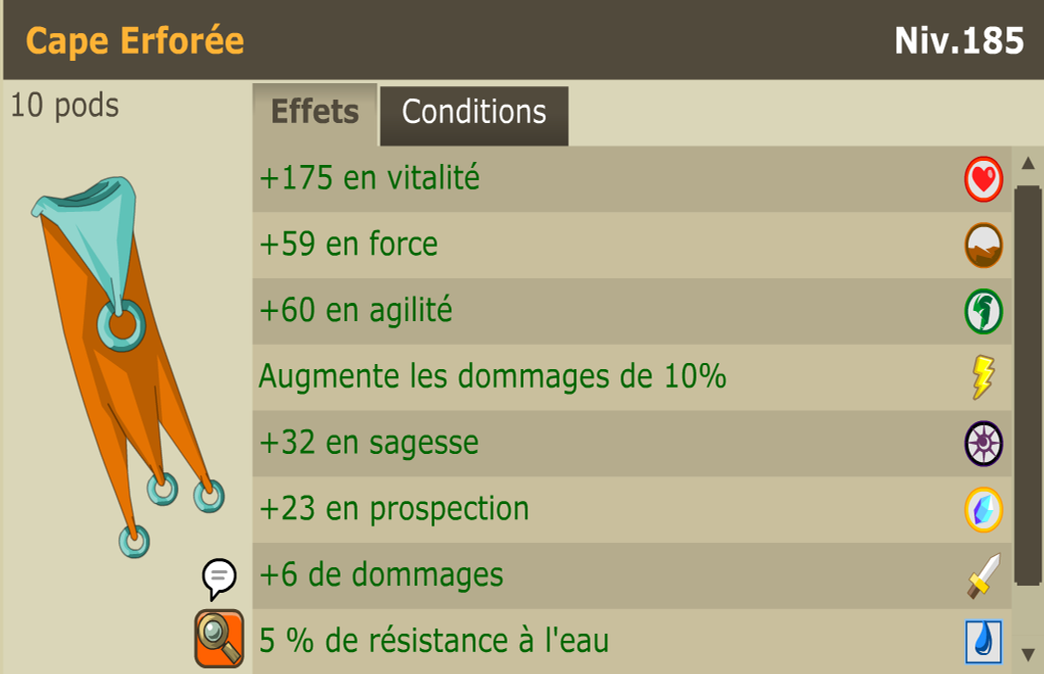 Cape Erforée
Niv.185
10 pods
Effets
Conditions
+175 en vitalité
+59 en force
+60 en agilité
Augmente les dommages de 10%
+32 en sagesse
+23 en prospection
+6 de dommages
5 % de résistance à l'eau